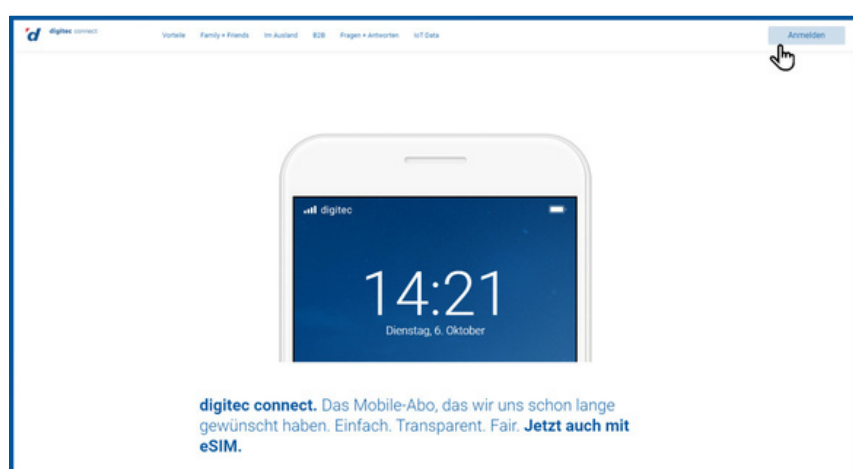 digitec connect
Vorteile Family + Friends Im Ausland B2B Fragen + Antworten IoT Data
Anmelden
digitec
14:21
Dienstag, 6. Oktober
digitec connect. Das Mobile-Abo, das wir uns schon lange
gewünscht haben. Einfach. Transparent. Fair. Jetzt auch mit
eSIM.